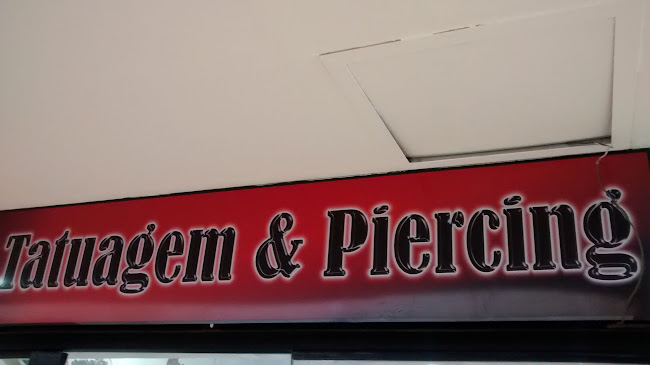 Tatuagem & Piercing